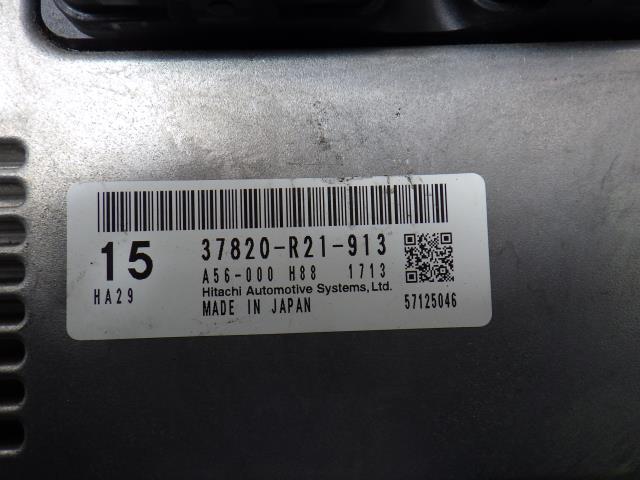 15 37820-R21-913
A56-000 H88 1713
HA29 Hitachi Automotive Systems, Ltd.
MADE IN JAPAN 57125046